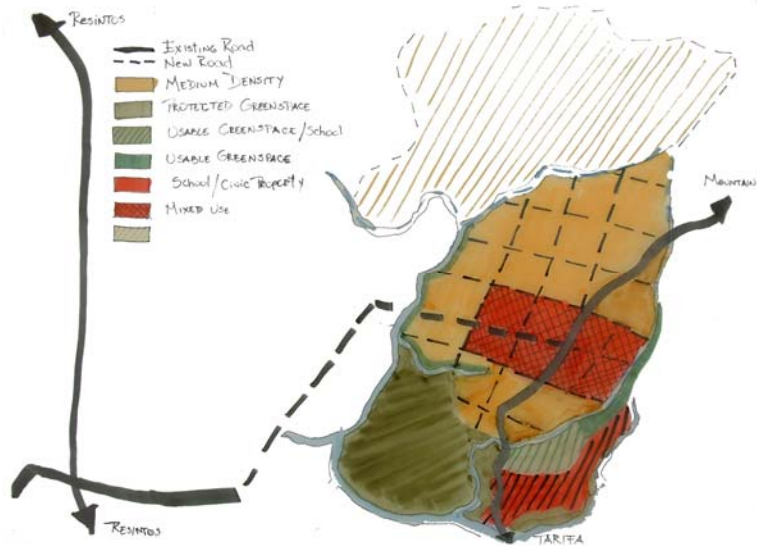 Resintos
Existing Road
New Road
Medium Density
Protected Greenspace
Usable Greenspace/School
Usable Greenspace
School/Civic Property
Mixed Use
Mountain
Resintos
Tarifa